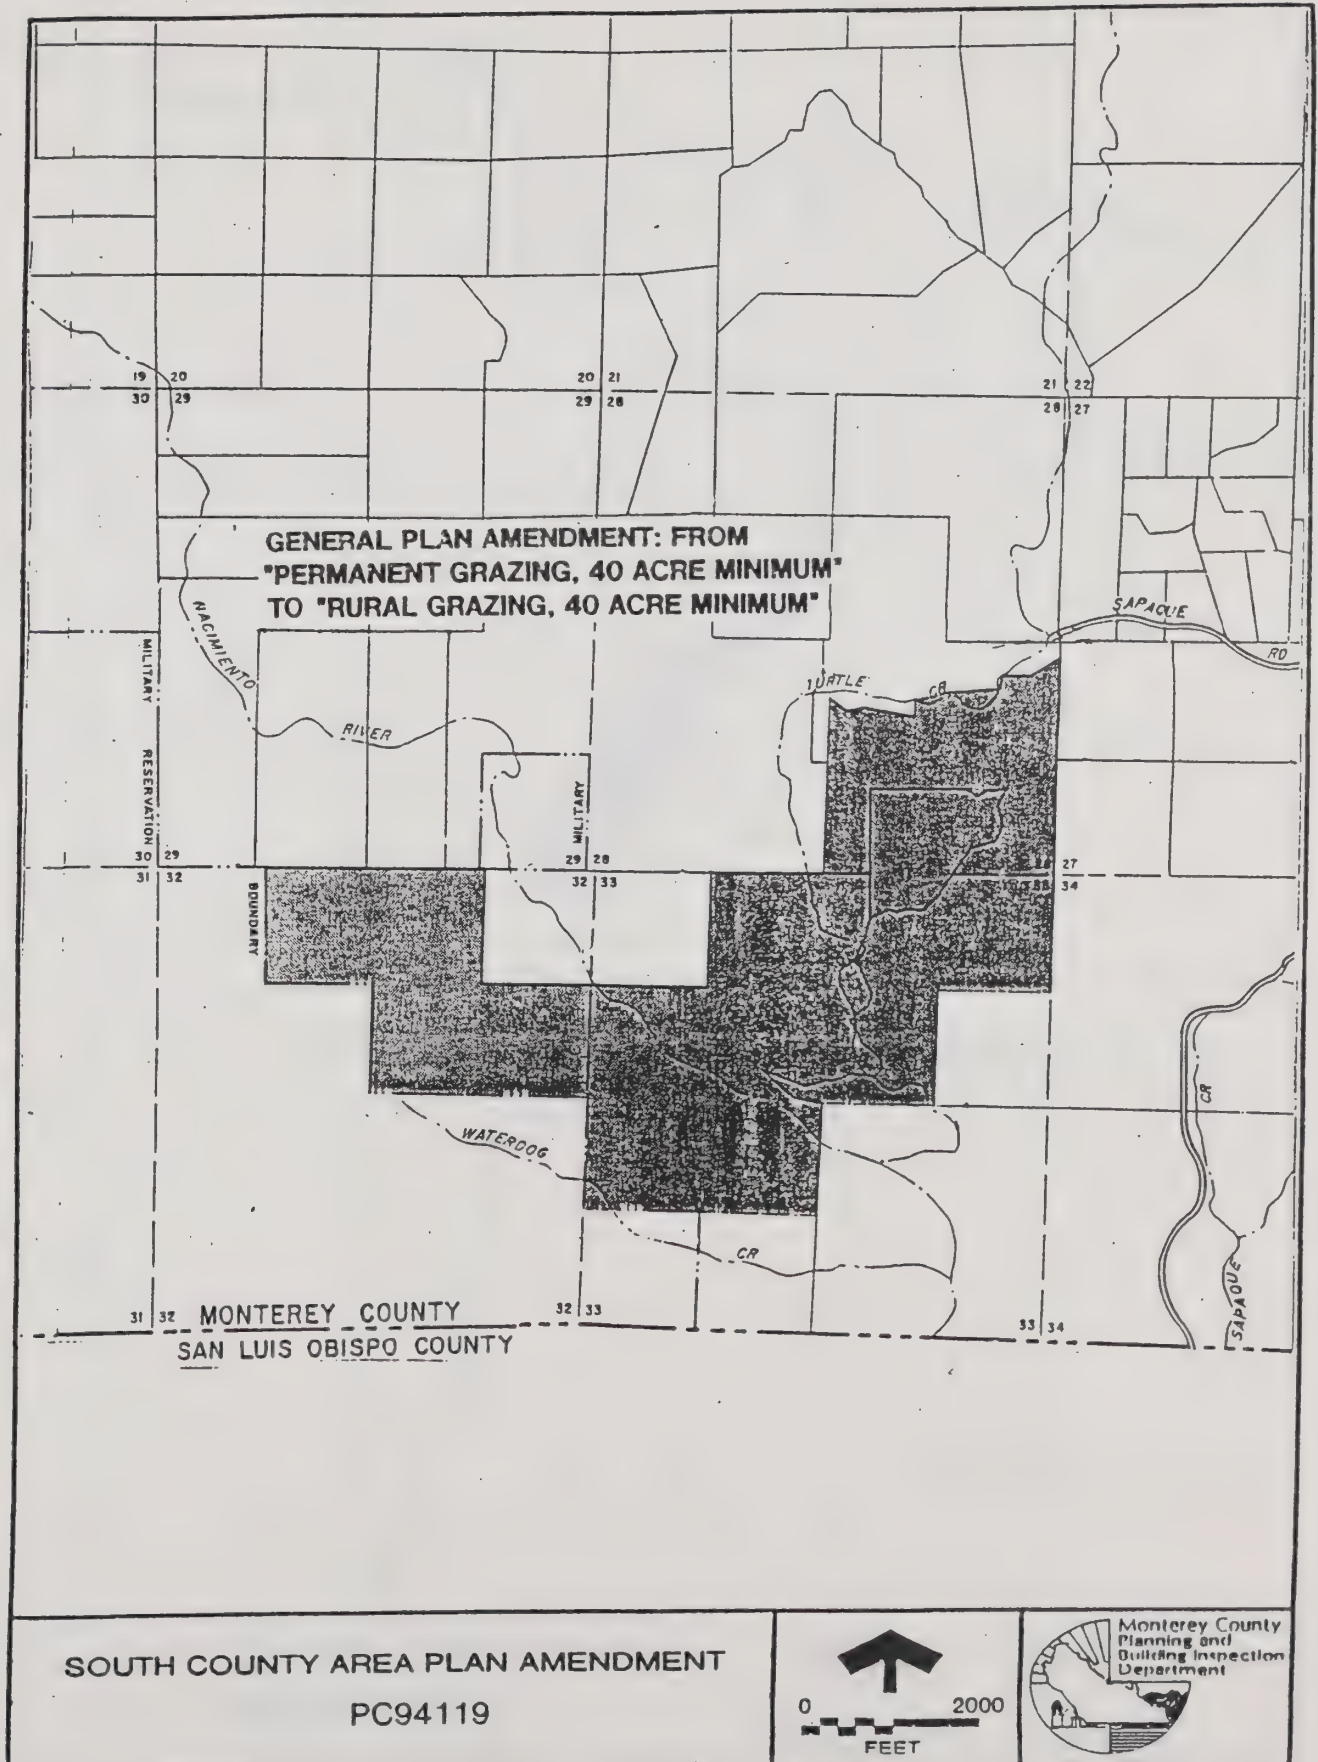 19 20
30 29
20 21
29 28
21 22
28 27
GENERAL PLAN AMENDMENT: FROM
"PERMANENT GRAZING, 40 ACRE MINIMUM"
TO "RURAL GRAZING, 40 ACRE MINIMUM"
NACIMIENTO
RIVER
MILITARY
RESERVATION
BOUNDARY
MILITARY
TURTLE
CR
SAPAQUE
RD
30 29
31 32
29 28
32 33
27
34
WATERDOG
CR
CR
SAPAQUE
31 32
MONTEREY COUNTY
32 33
33 34
SAN LUIS OBISPO COUNTY
SOUTH COUNTY AREA PLAN AMENDMENT
PC94119
0 2000
FEET
Monterey County
Planning and
Building Inspection
Department